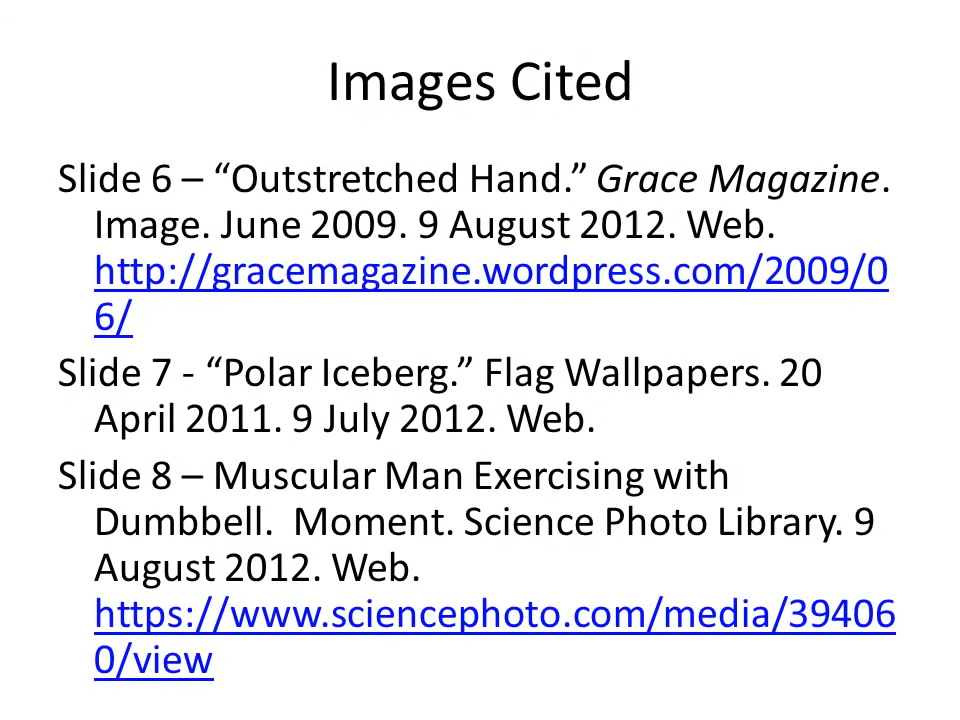 Images Cited
Slide 6 – “Outstretched Hand.” Grace Magazine.
Image. June 2009. 9 August 2012. Web.
http://gracemagazine.wordpress.com/2009/0
6/
Slide 7 - “Polar Iceberg.” Flag Wallpapers. 20
April 2011. 9 July 2012. Web.
Slide 8 – Muscular Man Exercising with
Dumbbell.  Moment. Science Photo Library. 9
August 2012. Web.
https://www.sciencephoto.com/media/39406
0/view